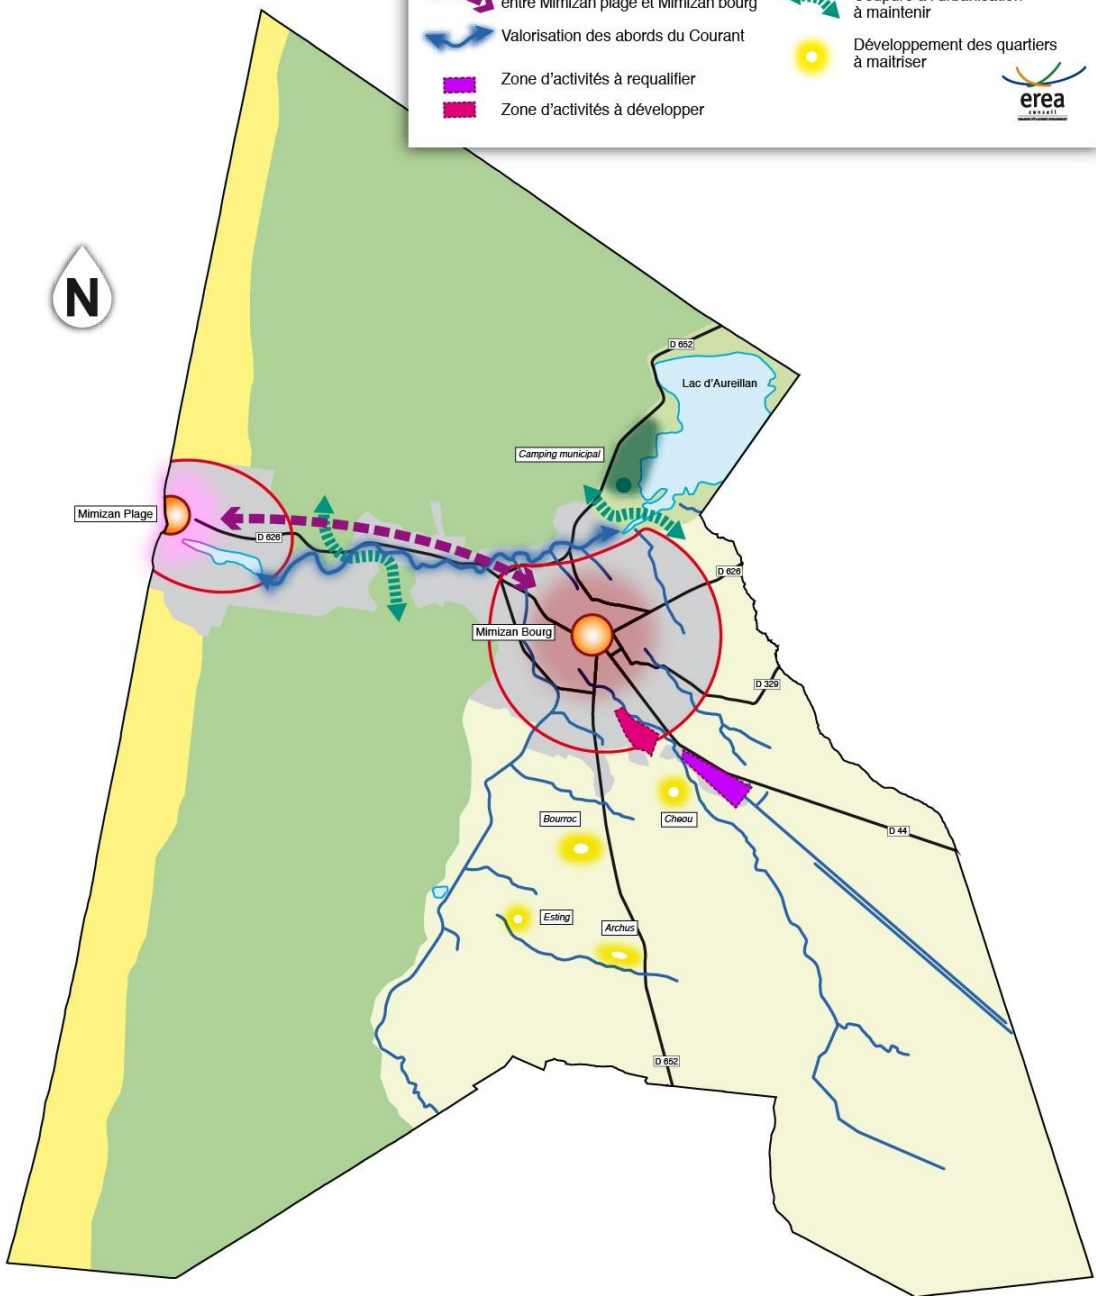 entre Mimizan plage et Mimizan bourg
à maintenir
Valorisation des abords du Courant
Développement des quartiers
à maitriser
Zone d'activités à requalifier
Zone d'activités à développer
erea
conseil
N
D 652
Lac d'Aureillan
Camping municipal
Mimizan Plage
D 626
D 626
Mimizan Bourg
D 329
Bourroc
Cheou
D 44
Esting
Archus
D 652